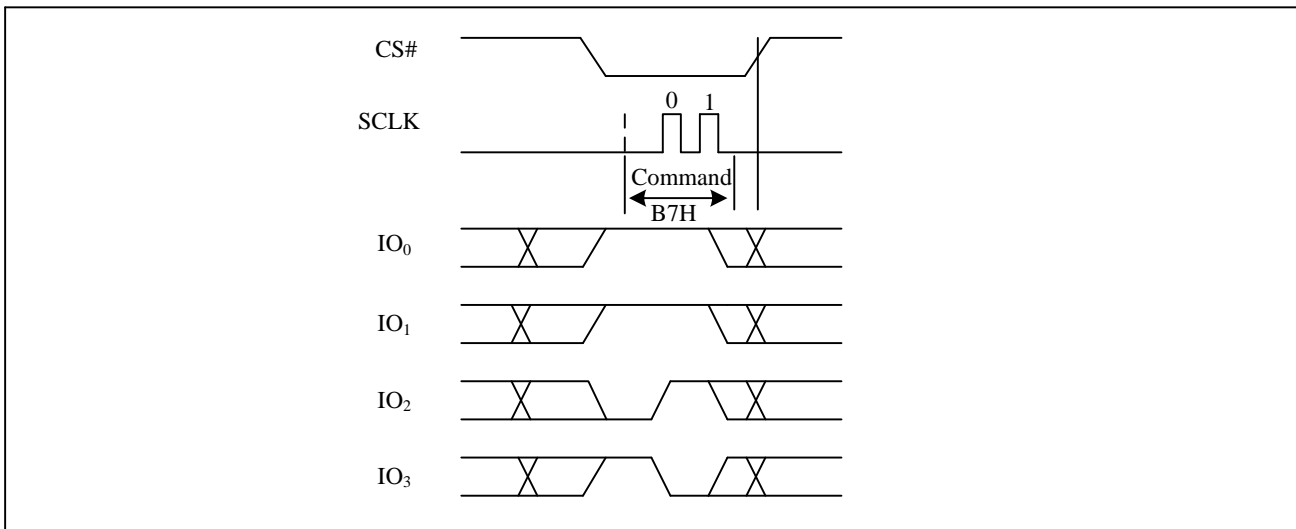 CS#
0 1
SCLK
Command
B7H
IO0
IO1
IO2
IO3